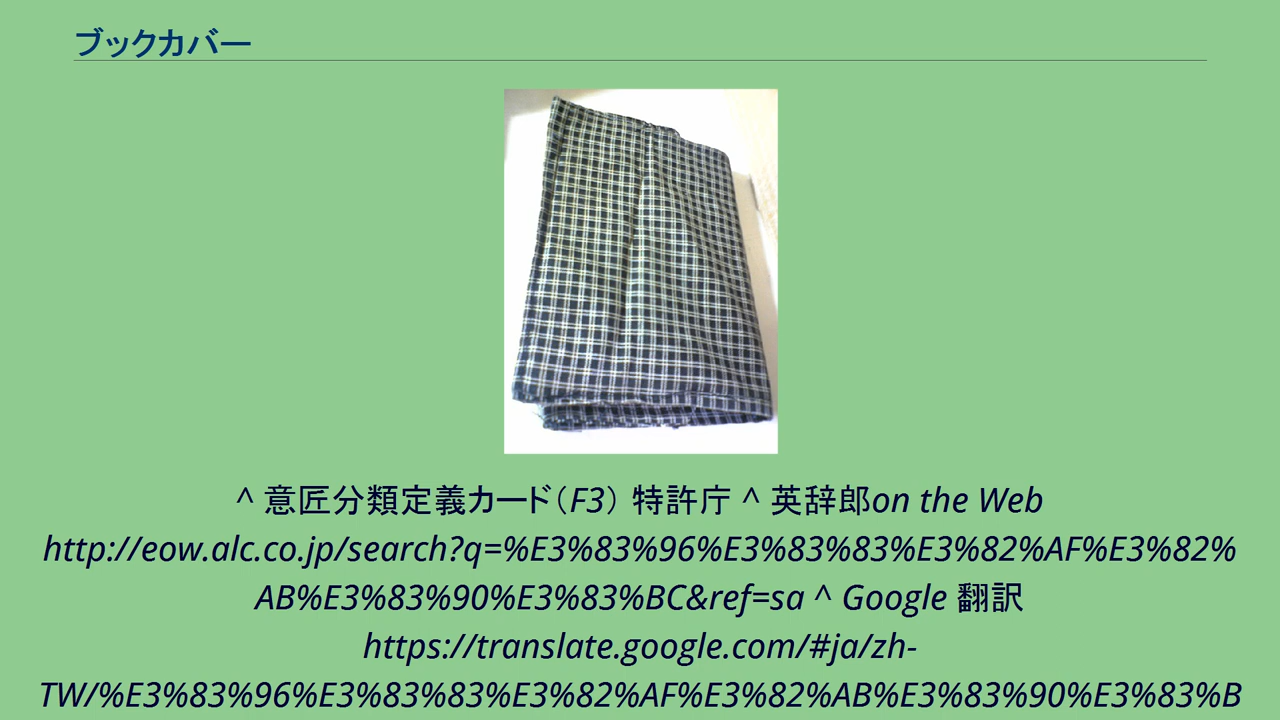 ブックカバー
^ 意匠分類定義カード(F3) 特許庁 ^ 英辞郎on the Web
http://eow.alc.co.jp/search?q=%E3%83%96%E3%83%83%E3%82%AF%E3%82%
AB%E3%83%90%E3%83%BC&ref=sa ^ Google 翻訳
https://translate.google.com/#ja/zh-
TW/%E3%83%96%E3%83%83%E3%82%AF%E3%82%AB%E3%83%90%E3%83%B